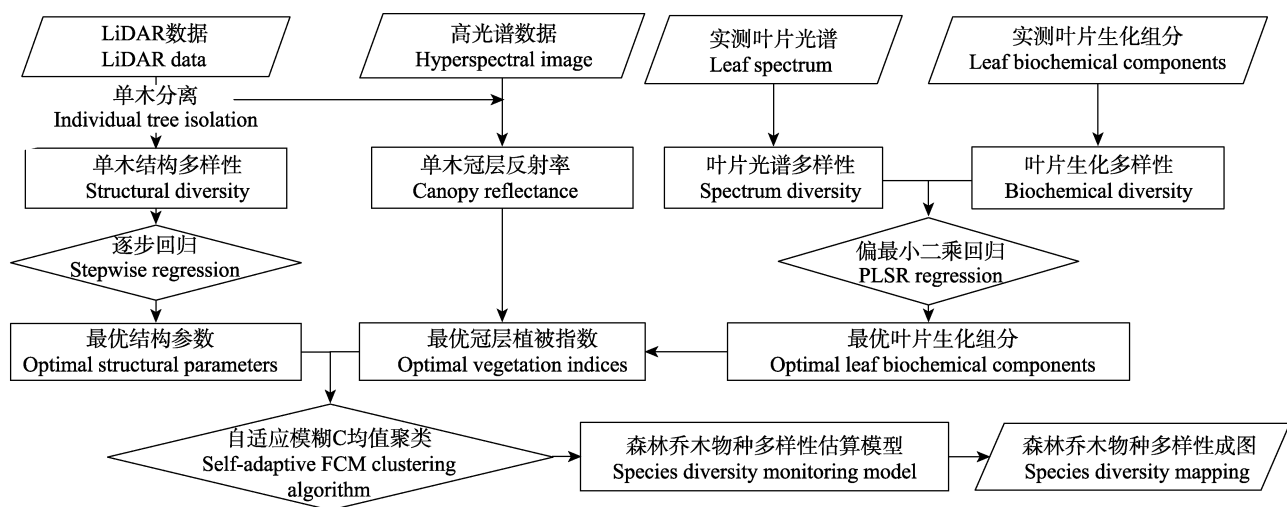 LiDAR数据
LiDAR data
高光谱数据
Hyperspectral image
实测叶片光谱
Leaf spectrum
实测叶片生化组分
Leaf biochemical components
单木分离
Individual tree isolation
单木结构多样性
Structural diversity
单木冠层反射率
Canopy reflectance
叶片光谱多样性
Spectrum diversity
叶片生化多样性
Biochemical diversity
逐步回归
Stepwise regression
偏最小二乘回归
PLSR regression
最优结构参数
Optimal structural parameters
最优冠层植被指数
Optimal vegetation indices
最优叶片生化组分
Optimal leaf biochemical components
自适应模糊C均值聚类
Self-adaptive FCM clustering
algorithm
森林乔木物种多样性估算模型
Species diversity monitoring model
森林乔木物种多样性成图
Species diversity mapping